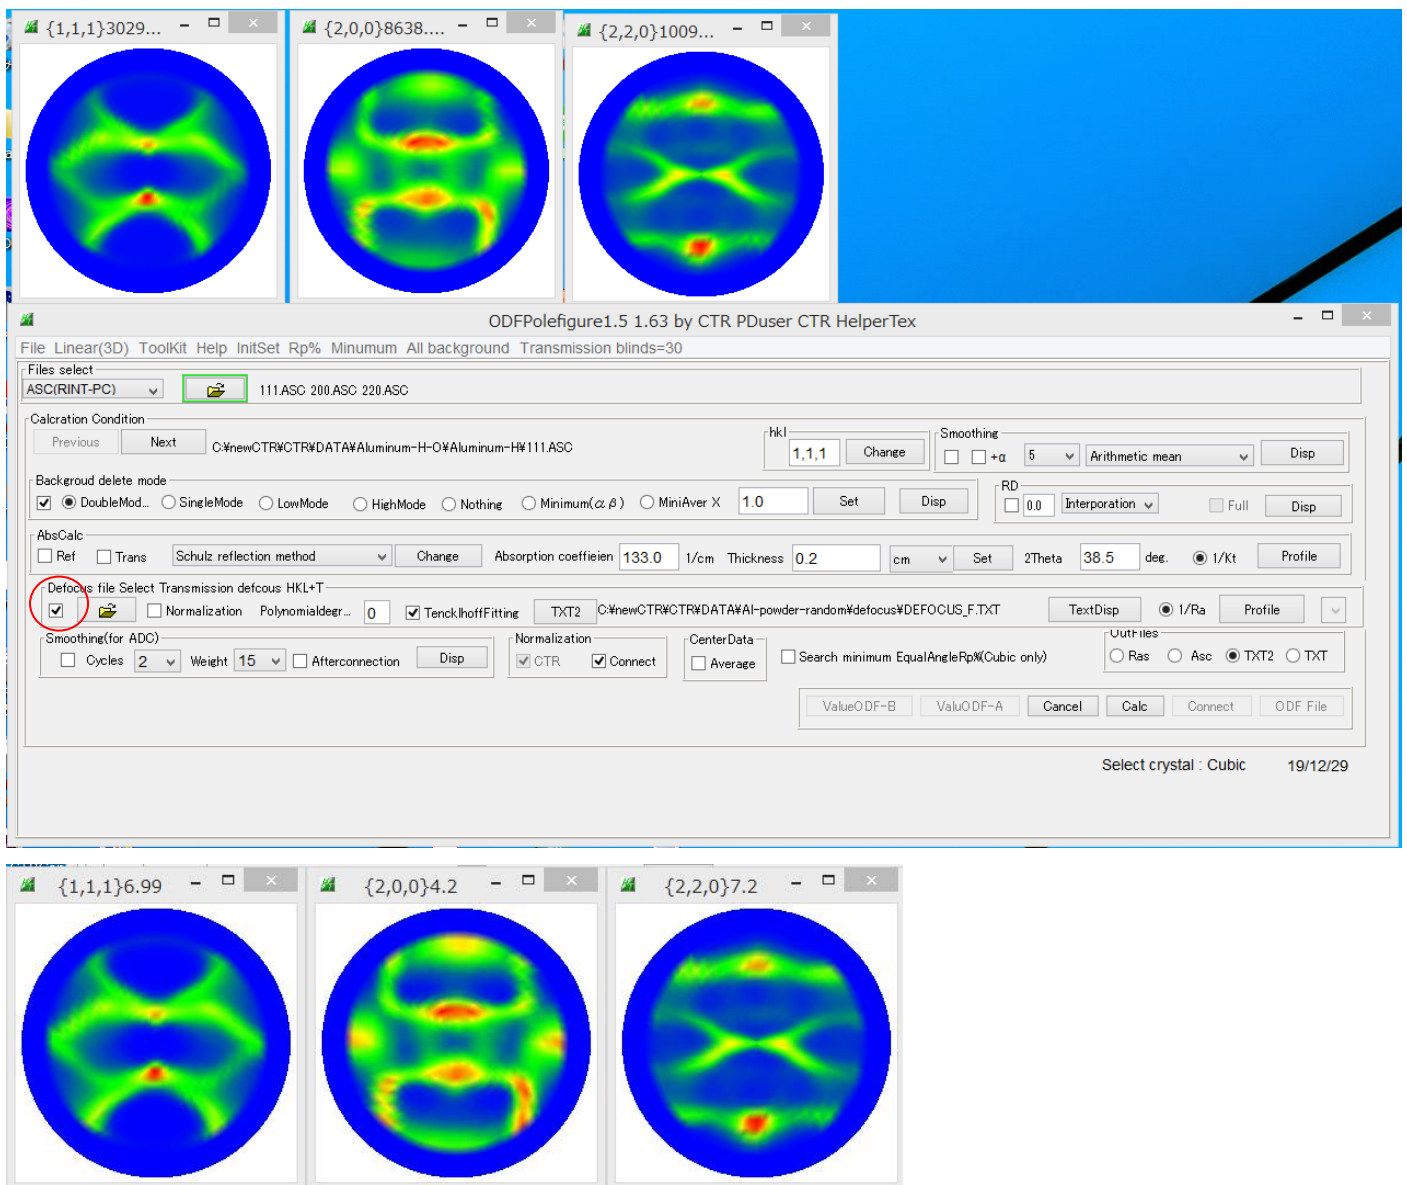 {1,1,1}3029...
{2,0,0}8638....
{2,2,0}1009...
ODFPolefigure1.5 1.63 by CTR PDuser CTR HelperTex
File Linear(3D) ToolKit Help InitSet Rp% Minumum All background Transmission blinds=30
Files select
ASC(RINT-PC) 111.ASC 200.ASC 220.ASC
Calcration Condition
Previous Next C:¥newCTR¥CTR¥DATA¥Aluminum-H-O¥Aluminum-H¥111.ASC
hkl
1,1,1 Change
Smoothing
+α 5 Arithmetic mean Disp
Backgroud delete mode
DoubleMod... SingleMode LowMode HighMode Nothing Minimum(αβ) MiniAver X 1.0 Set Disp
RD
0.0 Interporation Full Disp
AbsCalc
Ref Trans Schulz reflection method Change Absorption coeffieien 133.0 1/cm Thickness 0.2 cm Set 2Theta 38.5 deg. 1/Kt Profile
Defocus file Select Transmission defcous HKL+T
Normalization Polynomialdegr... 0 TencklhoffFitting TXT2 C:¥newCTR¥CTR¥DATA¥Al-powder-random¥defocus¥DEFOCUS_F.TXT TextDisp 1/Ra Profile
Smoothing(for ADC)
Cycles 2 Weight 15 Afterconnection Disp
Normalization
CTR Connect
CenterData
Average
Search minimum EqualAngleRp%(Cubic only)
OutFiles
Ras Asc TXT2 TXT
ValueODF-B ValuODF-A Cancel Calc Connect ODF File
Select crystal : Cubic 19/12/29
{1,1,1}6.99
{2,0,0}4.2
{2,2,0}7.2